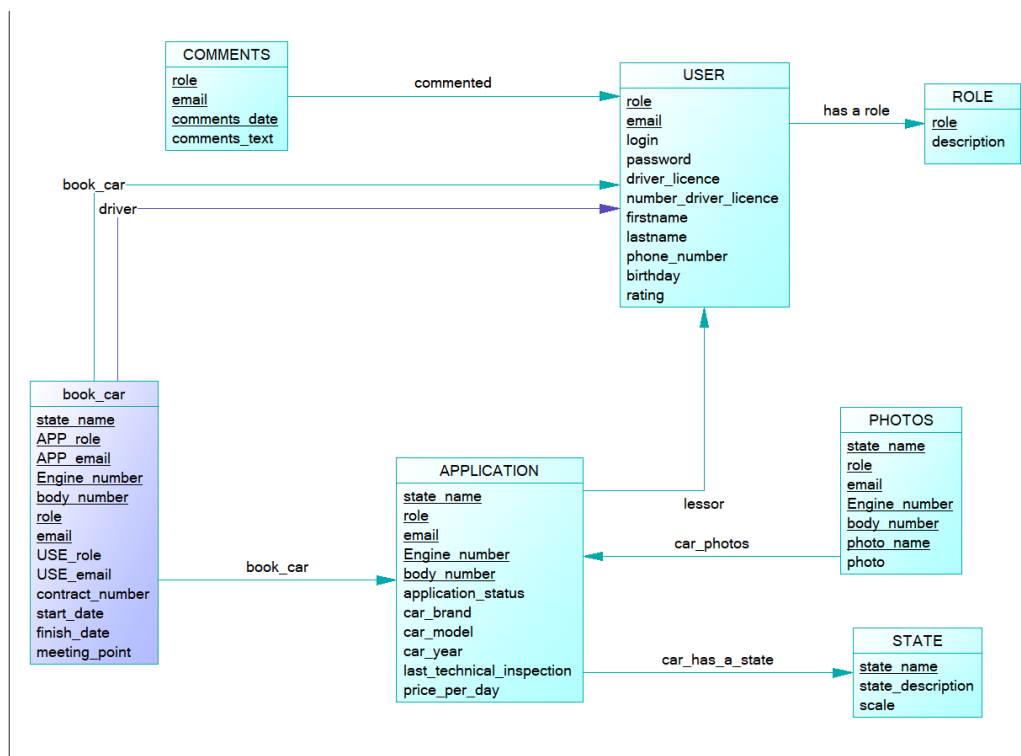 COMMENTS
role
email
comments_date
comments_text
commented
USER
role
email
login
password
driver_licence
number_driver_licence
firstname
lastname
phone_number
birthday
rating
has a role
ROLE
role
description
book_car
driver
book_car
state_name
APP_role
APP_email
Engine_number
body_number
role
email
USE_role
USE_email
contract_number
start_date
finish_date
meeting_point
book_car
APPLICATION
state_name
role
email
Engine_number
body_number
application_status
car_brand
car_model
car_year
last_technical_inspection
price_per_day
lessor
car_photos
PHOTOS
state_name
role
email
Engine_number
body_number
photo_name
photo
car_has_a_state
STATE
state_name
state_description
scale